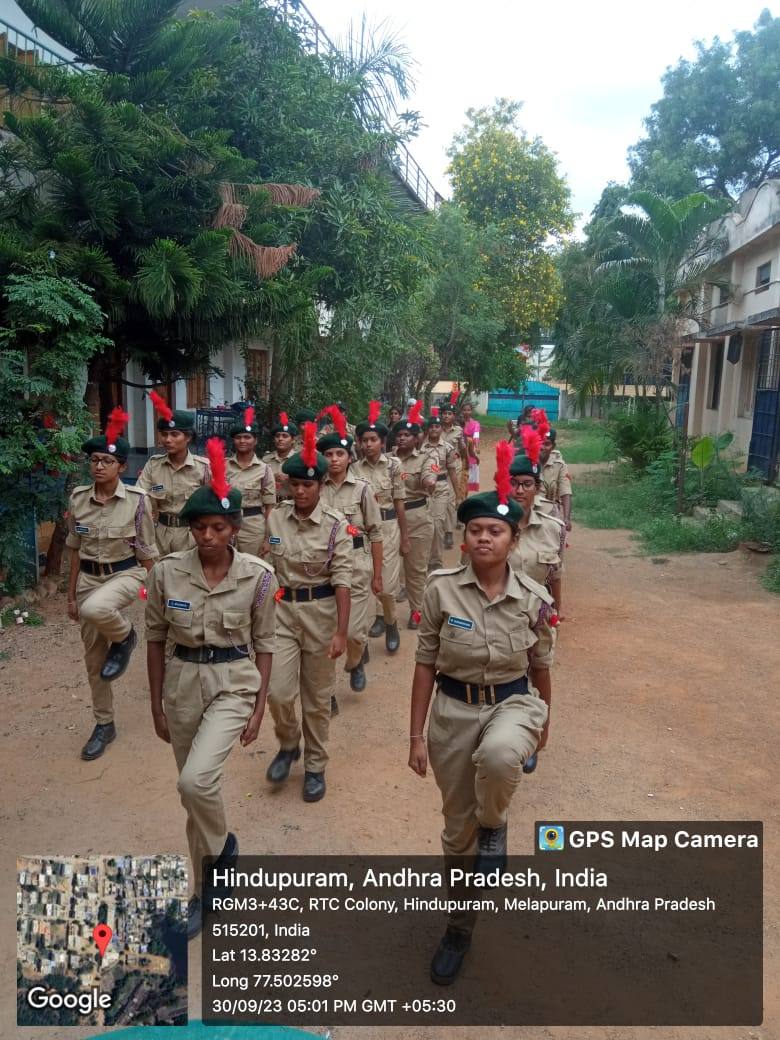 GPS Map Camera
Hindupuram, Andhra Pradesh, India
RGM3+43C, RTC Colony, Hindupuram, Melapuram, Andhra Pradesh
515201, India
Lat 13.83282°
Long 77.502598°
30/09/23 05:01 PM GMT +05:30
Google